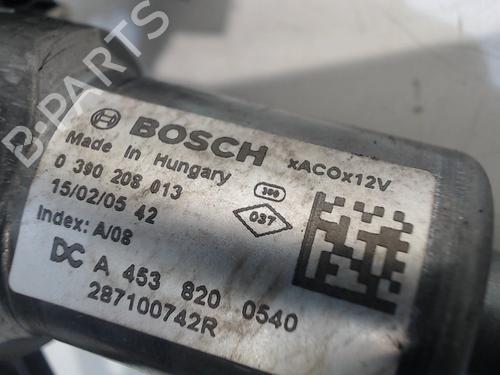 BOSCH
xACOx12V
Made in Hungary
0 390 208 013
15/02/05 42
Index: A/08
037
DC A 453 820 0540
287100742R
B-PARTS